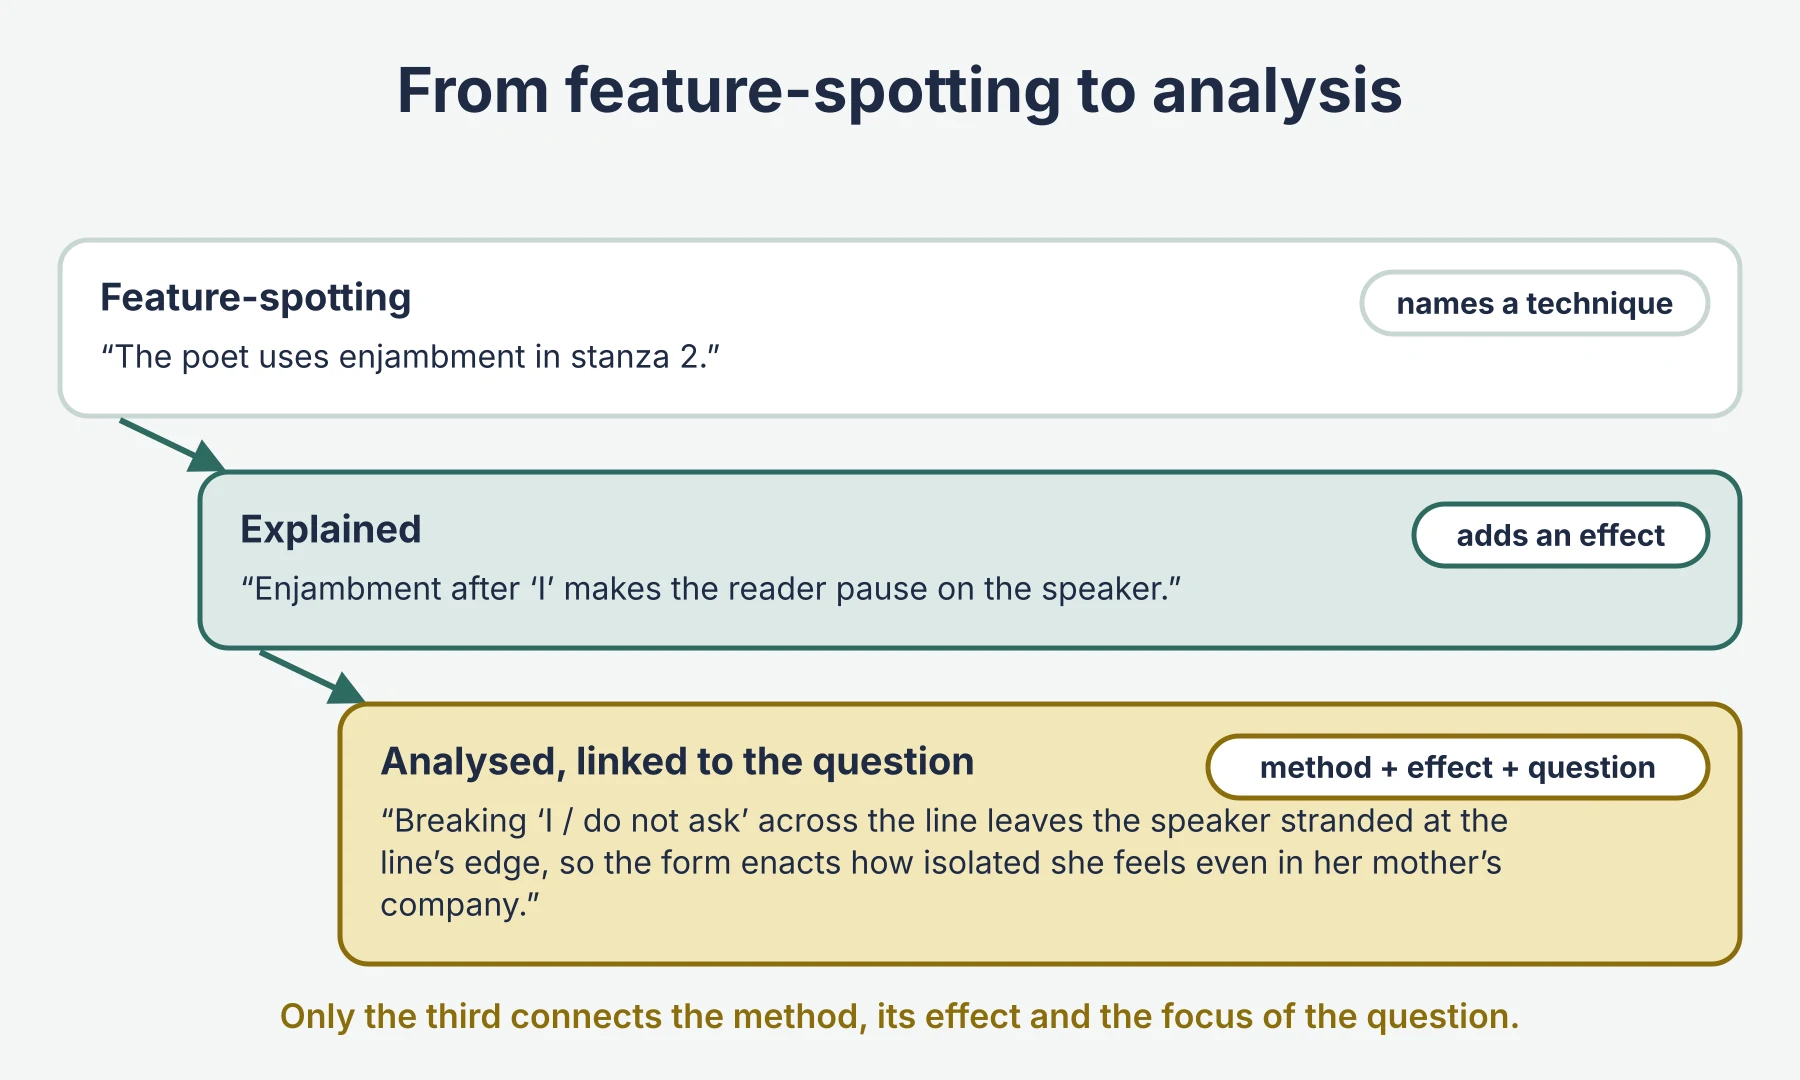 From feature-spotting to analysis
Feature-spotting
names a technique
“The poet uses enjambment in stanza 2.”
Explained
adds an effect
“Enjambment after ‘I’ makes the reader pause on the speaker.”
Analysed, linked to the question
method + effect + question
“Breaking ‘I / do not ask’ across the line leaves the speaker stranded at the
line’s edge, so the form enacts how isolated she feels even in her mother’s
company.”
Only the third connects the method, its effect and the focus of the question.